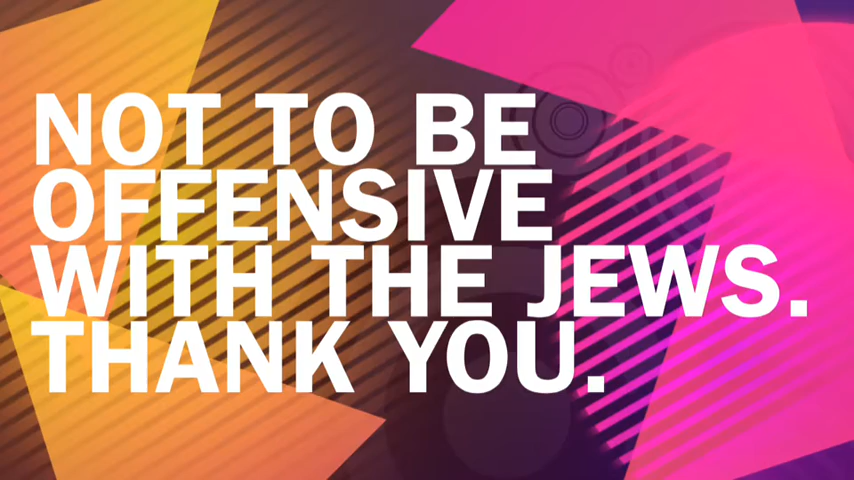 NOT TO BE
OFFENSIVE
WITH THE JEWS.
THANK YOU.